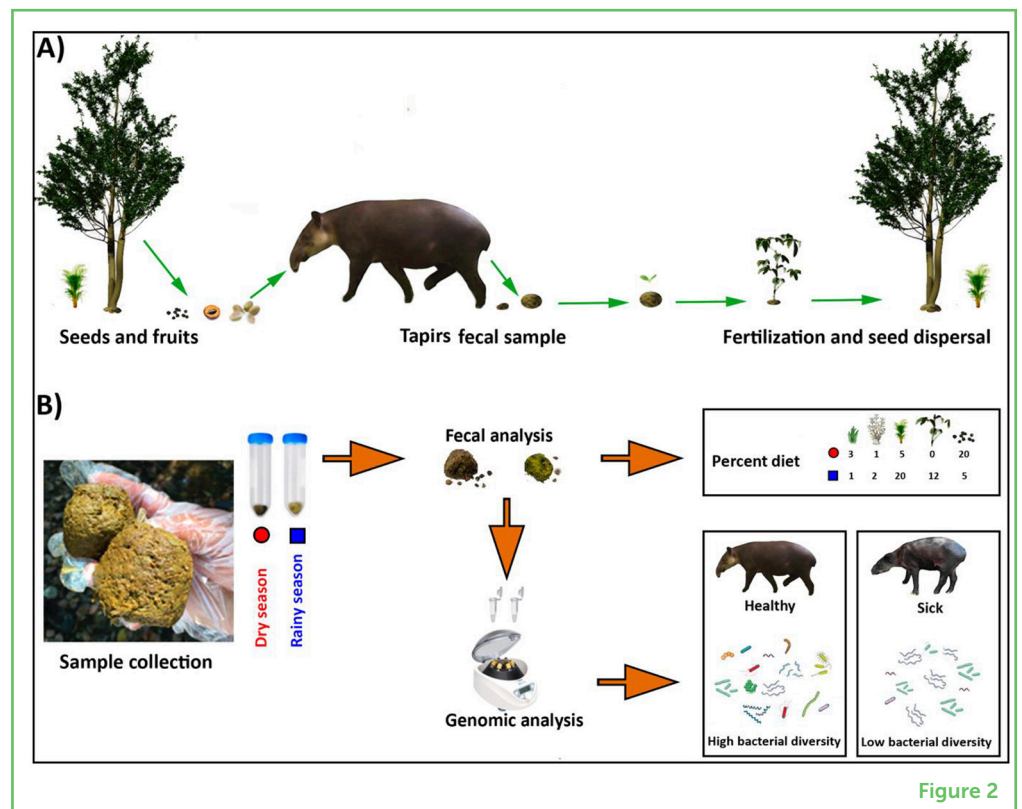 A)
Seeds and fruits
Tapirs fecal sample
Fertilization and seed dispersal
B)
Sample collection
Dry season
Rainy season
Fecal analysis
Genomic analysis
Percent diet
3 1 5 0 20
1 2 20 12 5
Healthy
High bacterial diversity
Sick
Low bacterial diversity
Figure 2